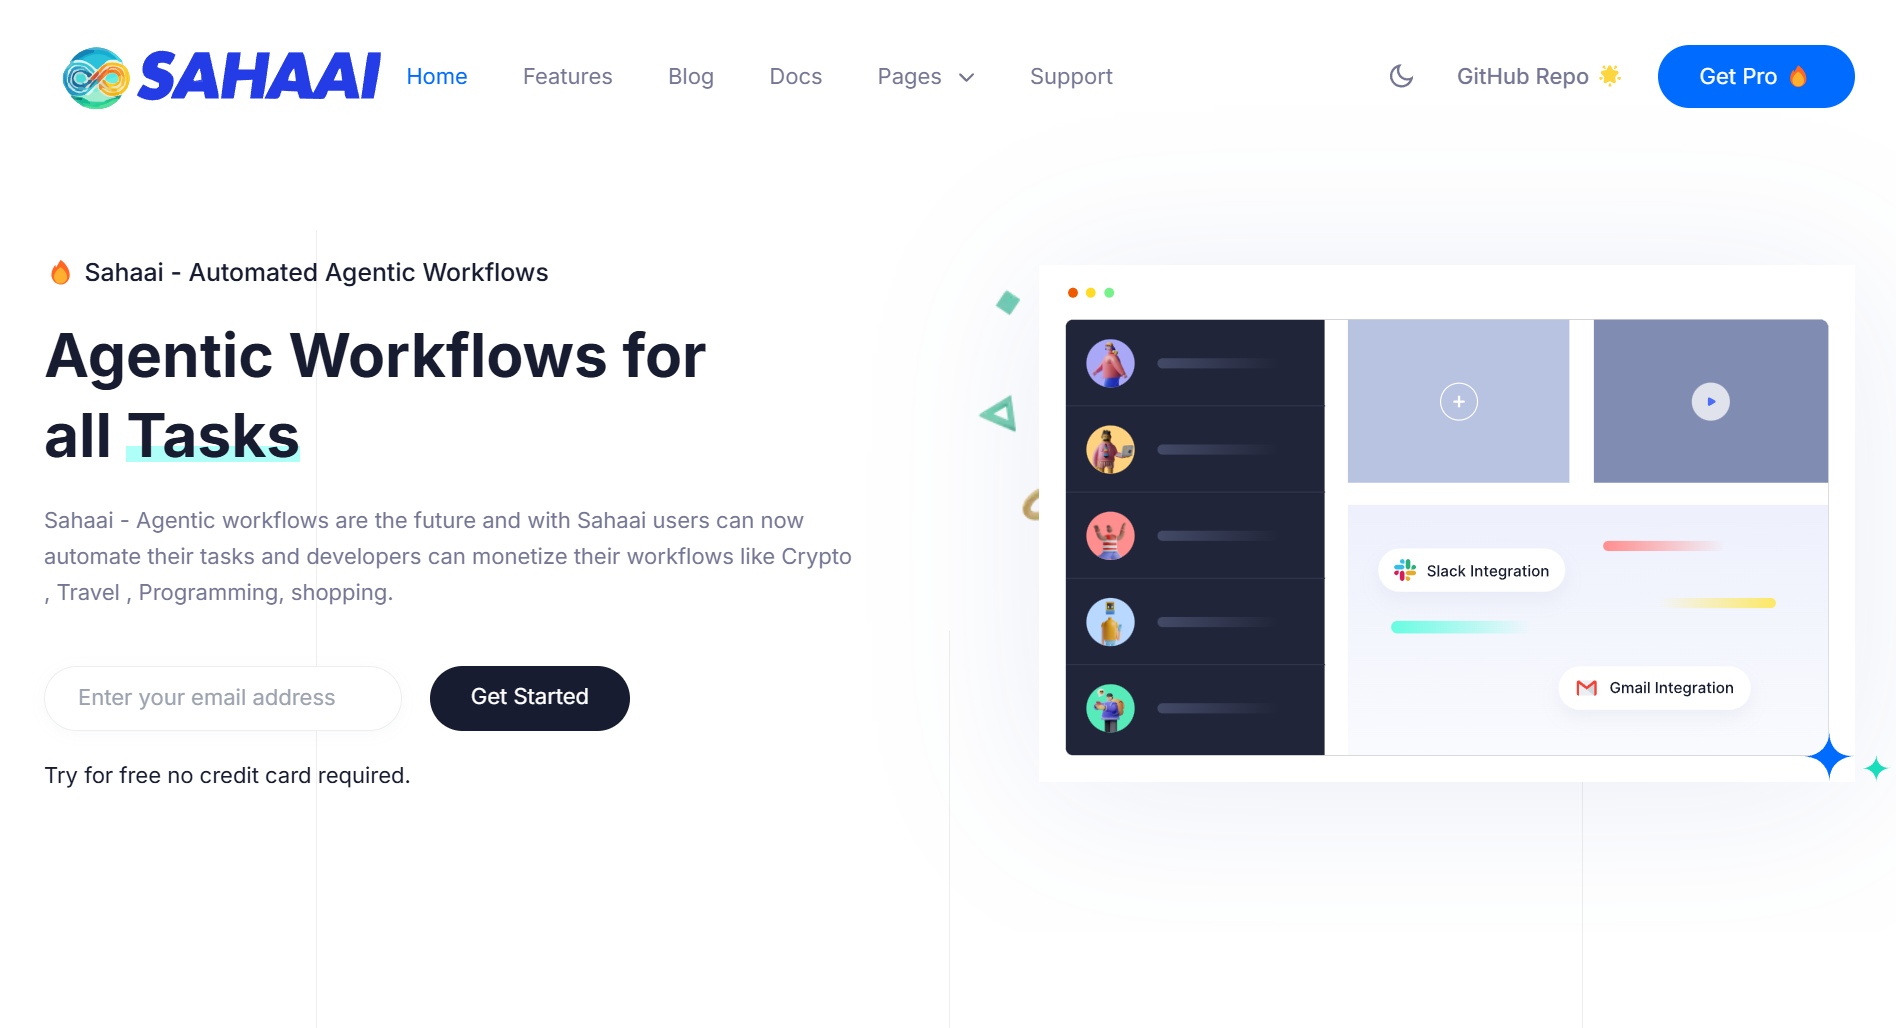 SAHAAI Home Features Blog Docs Pages Support GitHub Repo Get Pro
Sahaai - Automated Agentic Workflows
Agentic Workflows for
all Tasks
Sahaai - Agentic workflows are the future and with Sahaai users can now
automate their tasks and developers can monetize their workflows like Crypto
, Travel , Programming, shopping.
Enter your email address Get Started
Try for free no credit card required.
Slack Integration
Gmail Integration